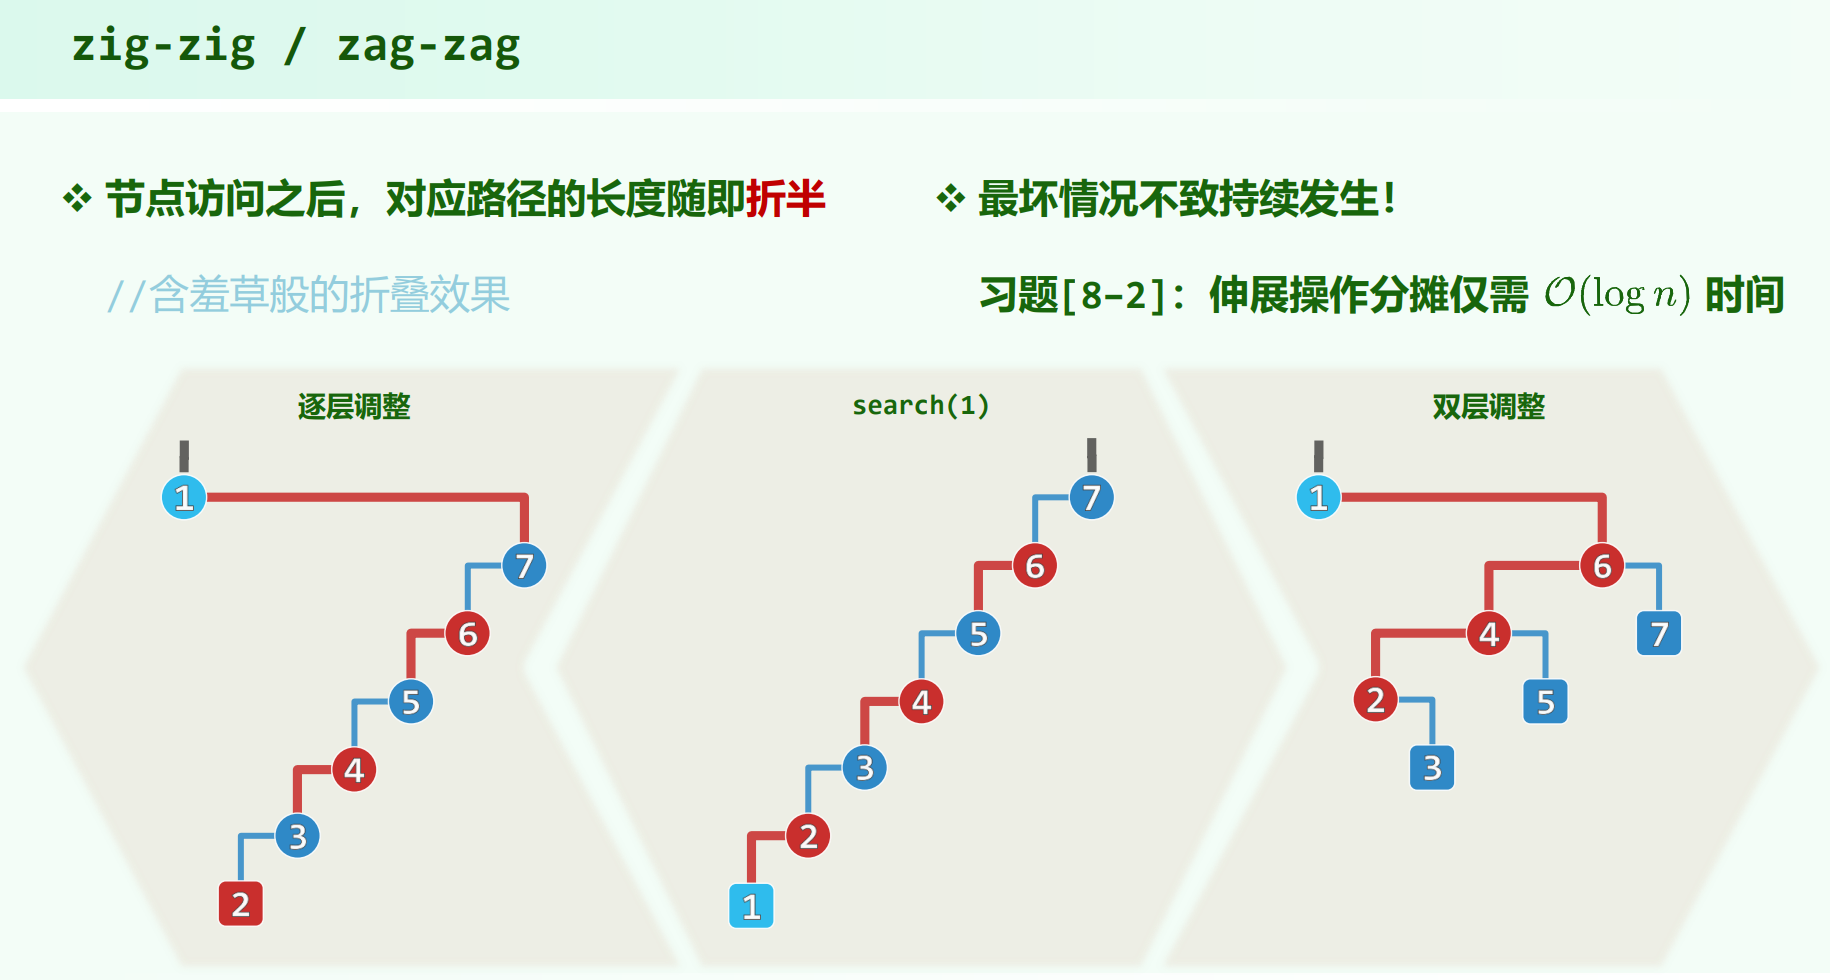 zig-zig / zag-zag
❖ 节点访问之后，对应路径的长度随即折半
//含羞草般的折叠效果
❖ 最坏情况不致持续发生！
习题[8-2]：伸展操作分摊仅需 𝒪(log n) 时间
逐层调整
1
7
6
5
4
3
2
search(1)
7
6
5
4
3
2
1
双层调整
1
6
4
7
2
5
3